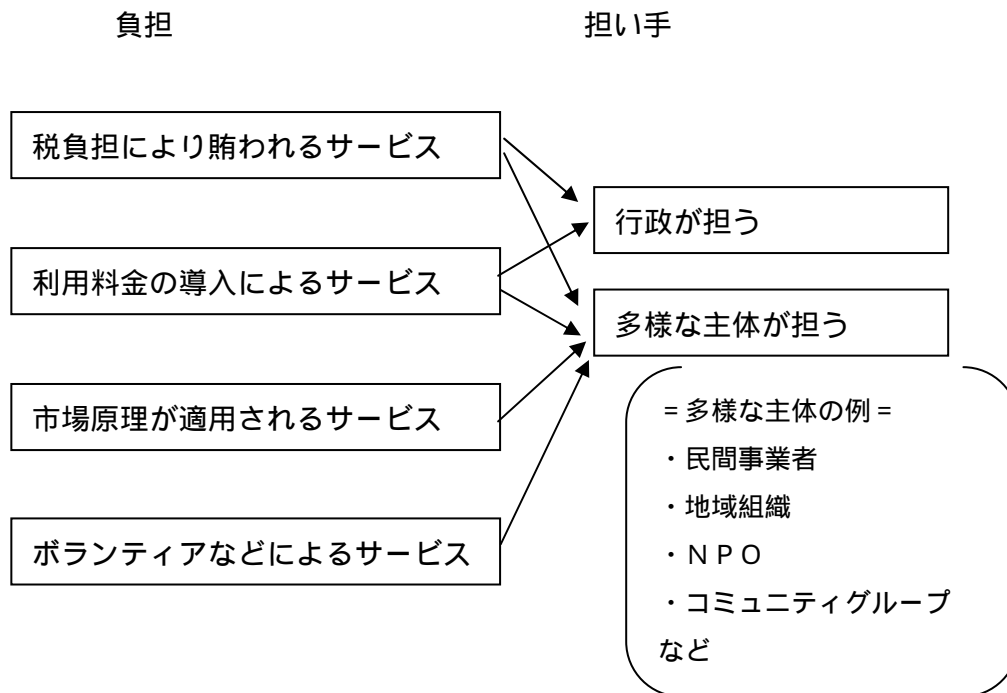 負担
担い手
税負担により賄われるサービス
行政が担う
利用料金の導入によるサービス
多様な主体が担う
市場原理が適用されるサービス
=多様な主体の例=
・民間事業者
・地域組織
・NPO
・コミュニティグループ
など
ボランティアなどによるサービス